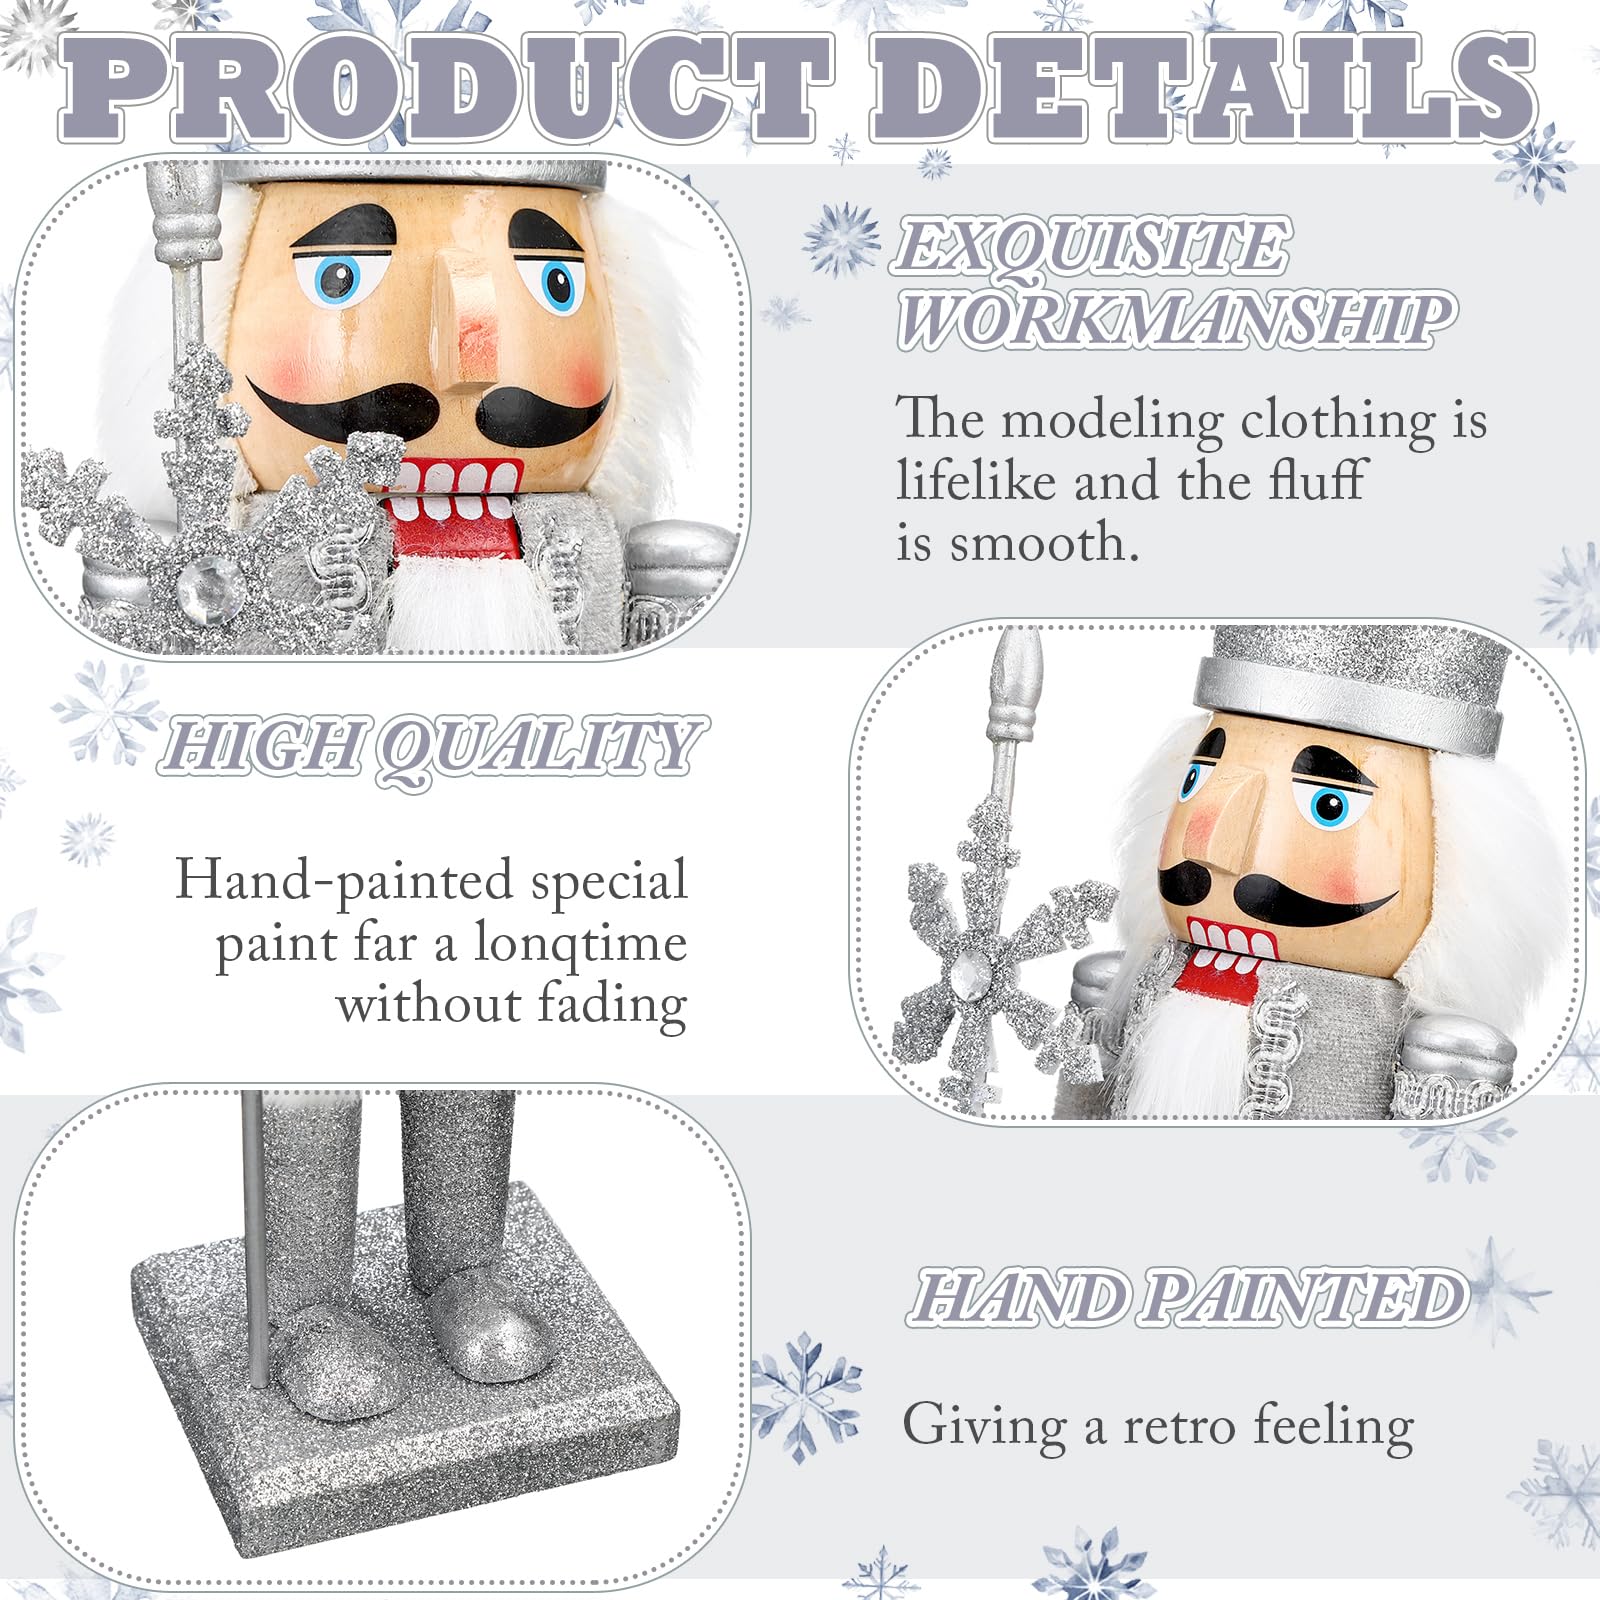 PRODUCT DETAILS
EXQUISITE
WORKMANSHIP
The modeling clothing is
lifelike and the fluff
is smooth.
HIGH QUALITY
Hand-painted special
paint far a lonqtime
without fading
HAND PAINTED
Giving a retro feeling